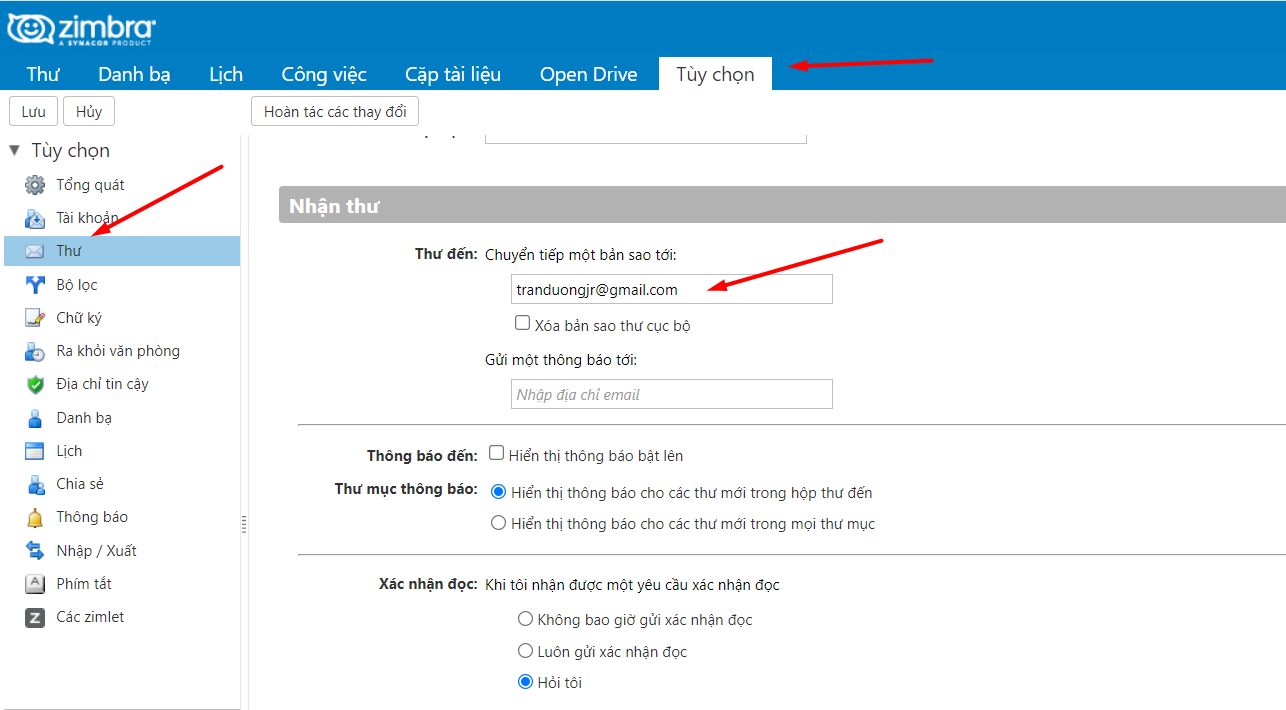 zimbra
A SYNACOR PRODUCT
Thư Danh bạ Lịch Công việc Cặp tài liệu Open Drive Tùy chọn
Lưu Hủy Hoàn tác các thay đổi
Tùy chọn
Tổng quát
Tài khoản
Thư
Bộ lọc
Chữ ký
Ra khỏi văn phòng
Địa chỉ tin cậy
Danh bạ
Lịch
Chia sẻ
Thông báo
Nhập / Xuất
Phím tắt
Các zimlet
Nhận thư
Thư đến: Chuyển tiếp một bản sao tới:
tranduongjr@gmail.com
Xóa bản sao thư cục bộ
Gửi một thông báo tới:
Nhập địa chỉ email
Thông báo đến: Hiển thị thông báo bật lên
Thư mục thông báo: Hiển thị thông báo cho các thư mới trong hộp thư đến
Hiển thị thông báo cho các thư mới trong mọi thư mục
Xác nhận đọc: Khi tôi nhận được một yêu cầu xác nhận đọc
Không bao giờ gửi xác nhận đọc
Luôn gửi xác nhận đọc
Hỏi tôi